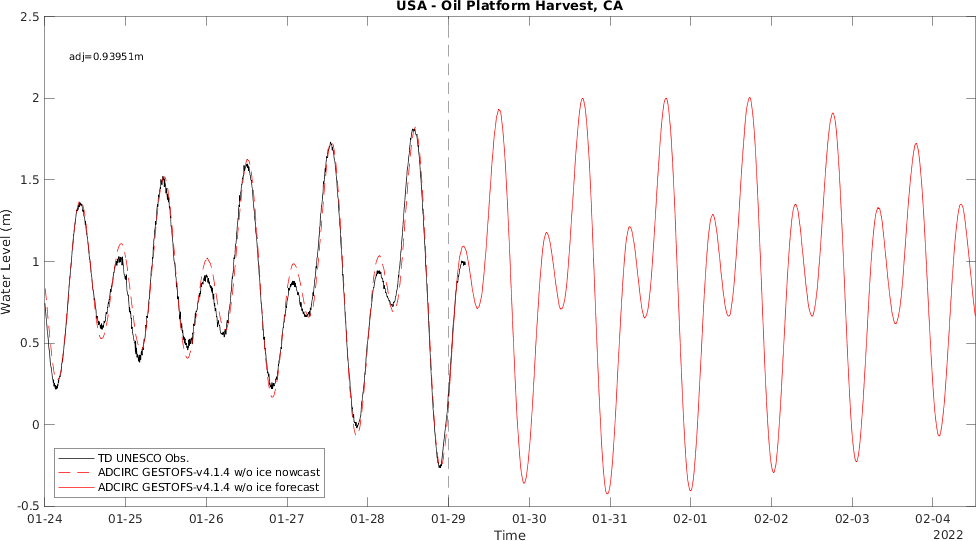 USA - Oil Platform Harvest, CA
2.5
adj=0.93951m
2
1.5
1
0.5
0
-0.5
Water Level (m)
TD UNESCO Obs.
ADCIRC GESTOFS-v4.1.4 w/o ice nowcast
ADCIRC GESTOFS-v4.1.4 w/o ice forecast
01-24 01-25 01-26 01-27 01-28 01-29 01-30 01-31 02-01 02-02 02-03 02-04
Time
2022